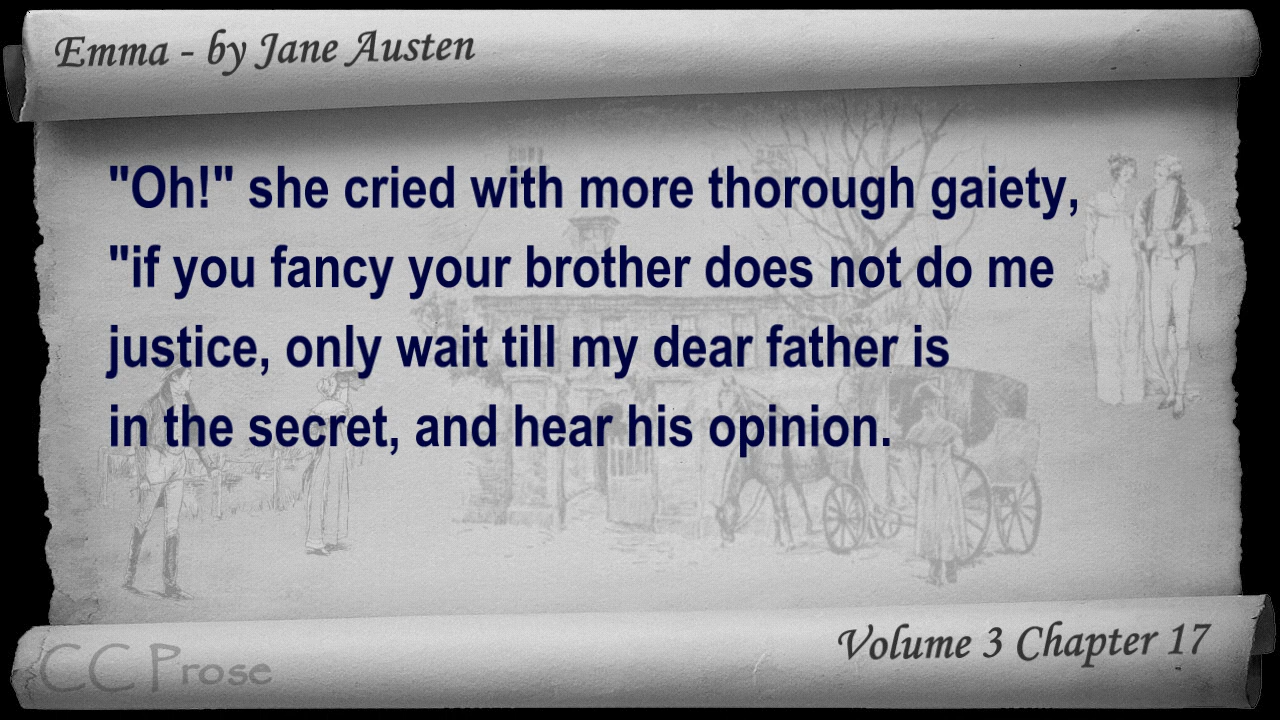 Emma - by Jane Austen
"Oh!" she cried with more thorough gaiety,
"if you fancy your brother does not do me
justice, only wait till my dear father is
in the secret, and hear his opinion.
Volume 3 Chapter 17
CC Prose